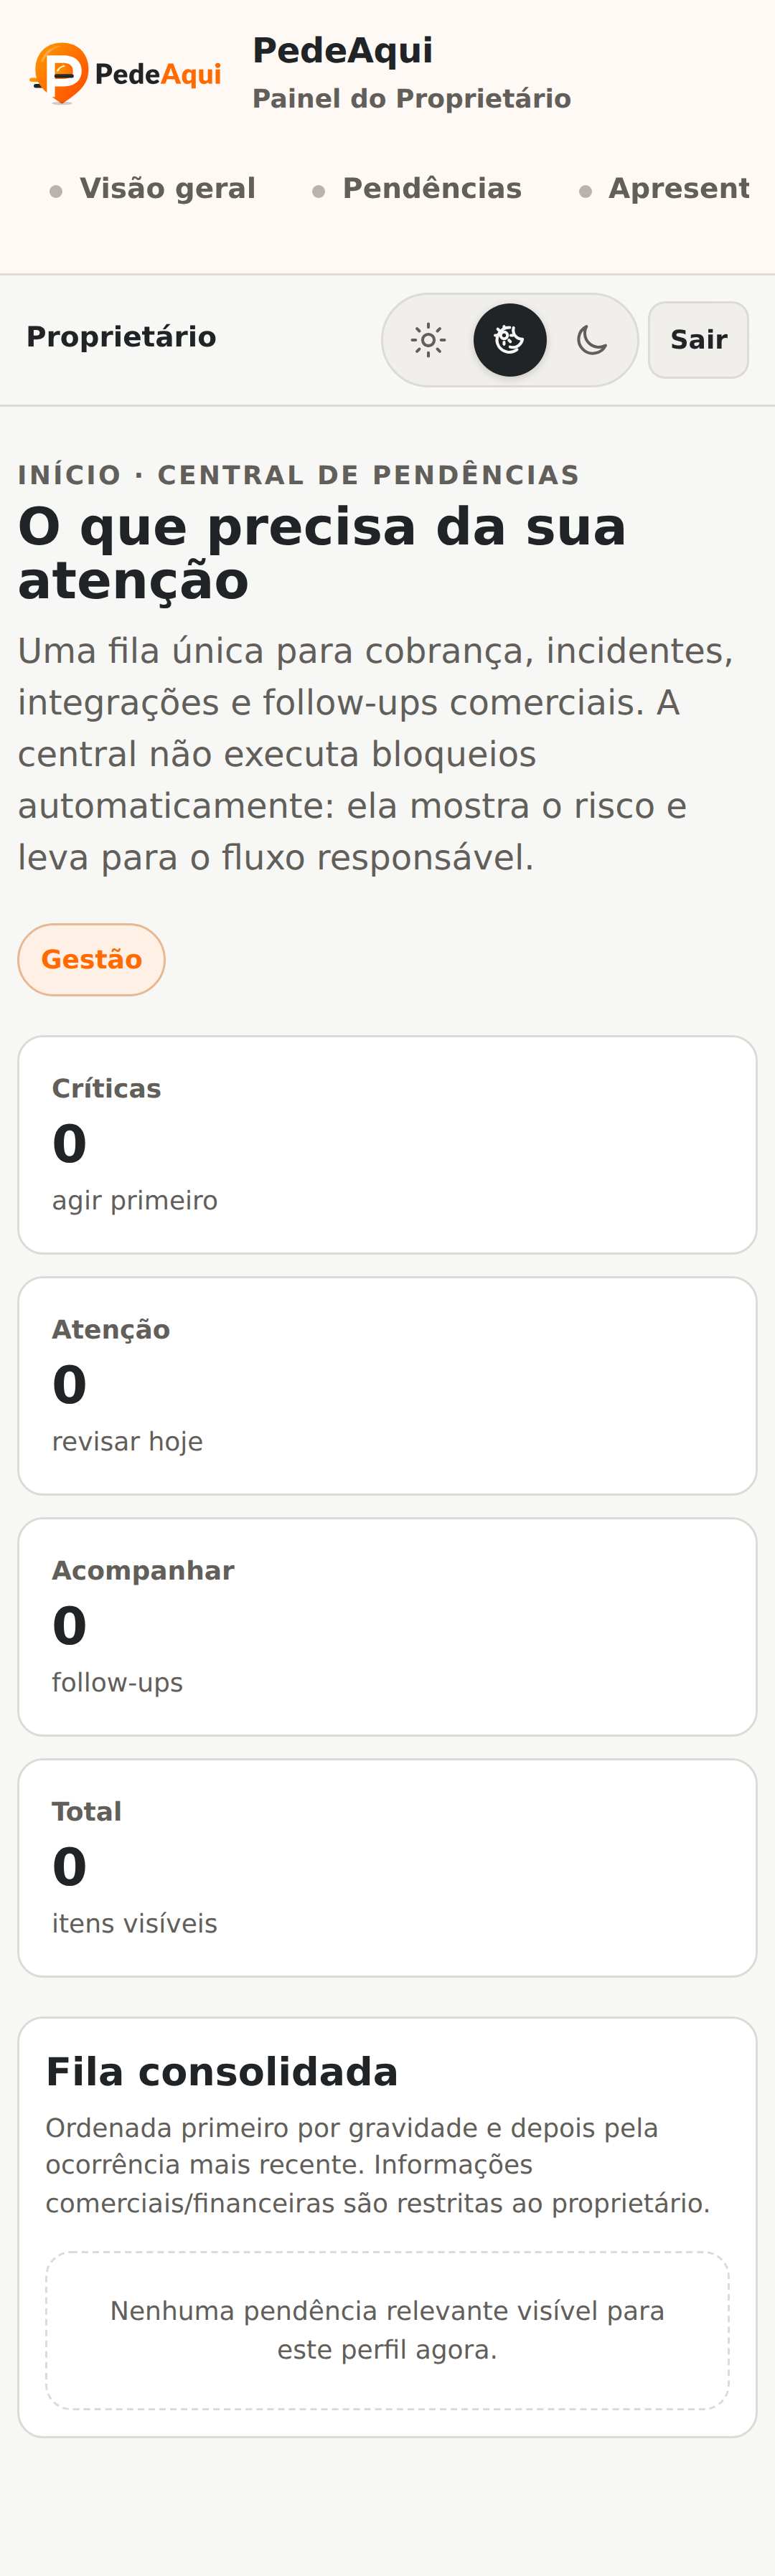 PedeAqui
PedeAqui
Painel do Proprietário
Visão geral
Pendências
Apresent
Proprietário
Sair
INÍCIO · CENTRAL DE PENDÊNCIAS
O que precisa da sua
atenção
Uma fila única para cobrança, incidentes,
integrações e follow-ups comerciais. A
central não executa bloqueios
automaticamente: ela mostra o risco e
leva para o fluxo responsável.
Gestão
Críticas
0
agir primeiro
Atenção
0
revisar hoje
Acompanhar
0
follow-ups
Total
0
itens visíveis
Fila consolidada
Ordenada primeiro por gravidade e depois pela
ocorrência mais recente. Informações
comerciais/financeiras são restritas ao proprietário.
Nenhuma pendência relevante visível para
este perfil agora.